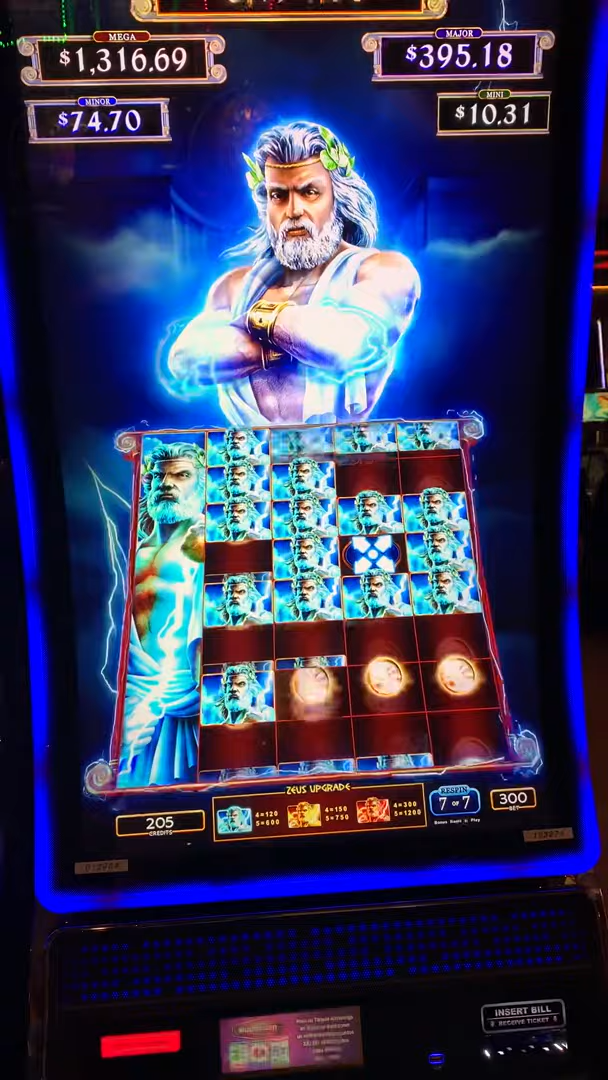 MEGA
$1,316.69
MAJOR
$395.18
MINOR
$74.70
MINI
$10.31
ZEUS UPGRADE
4=120
5=600
4=150
5=750
4=300
5=1200
RESPIN
7 OF 7
205
CREDITS
300
BET
INSERT BILL
RECEIVE TICKET